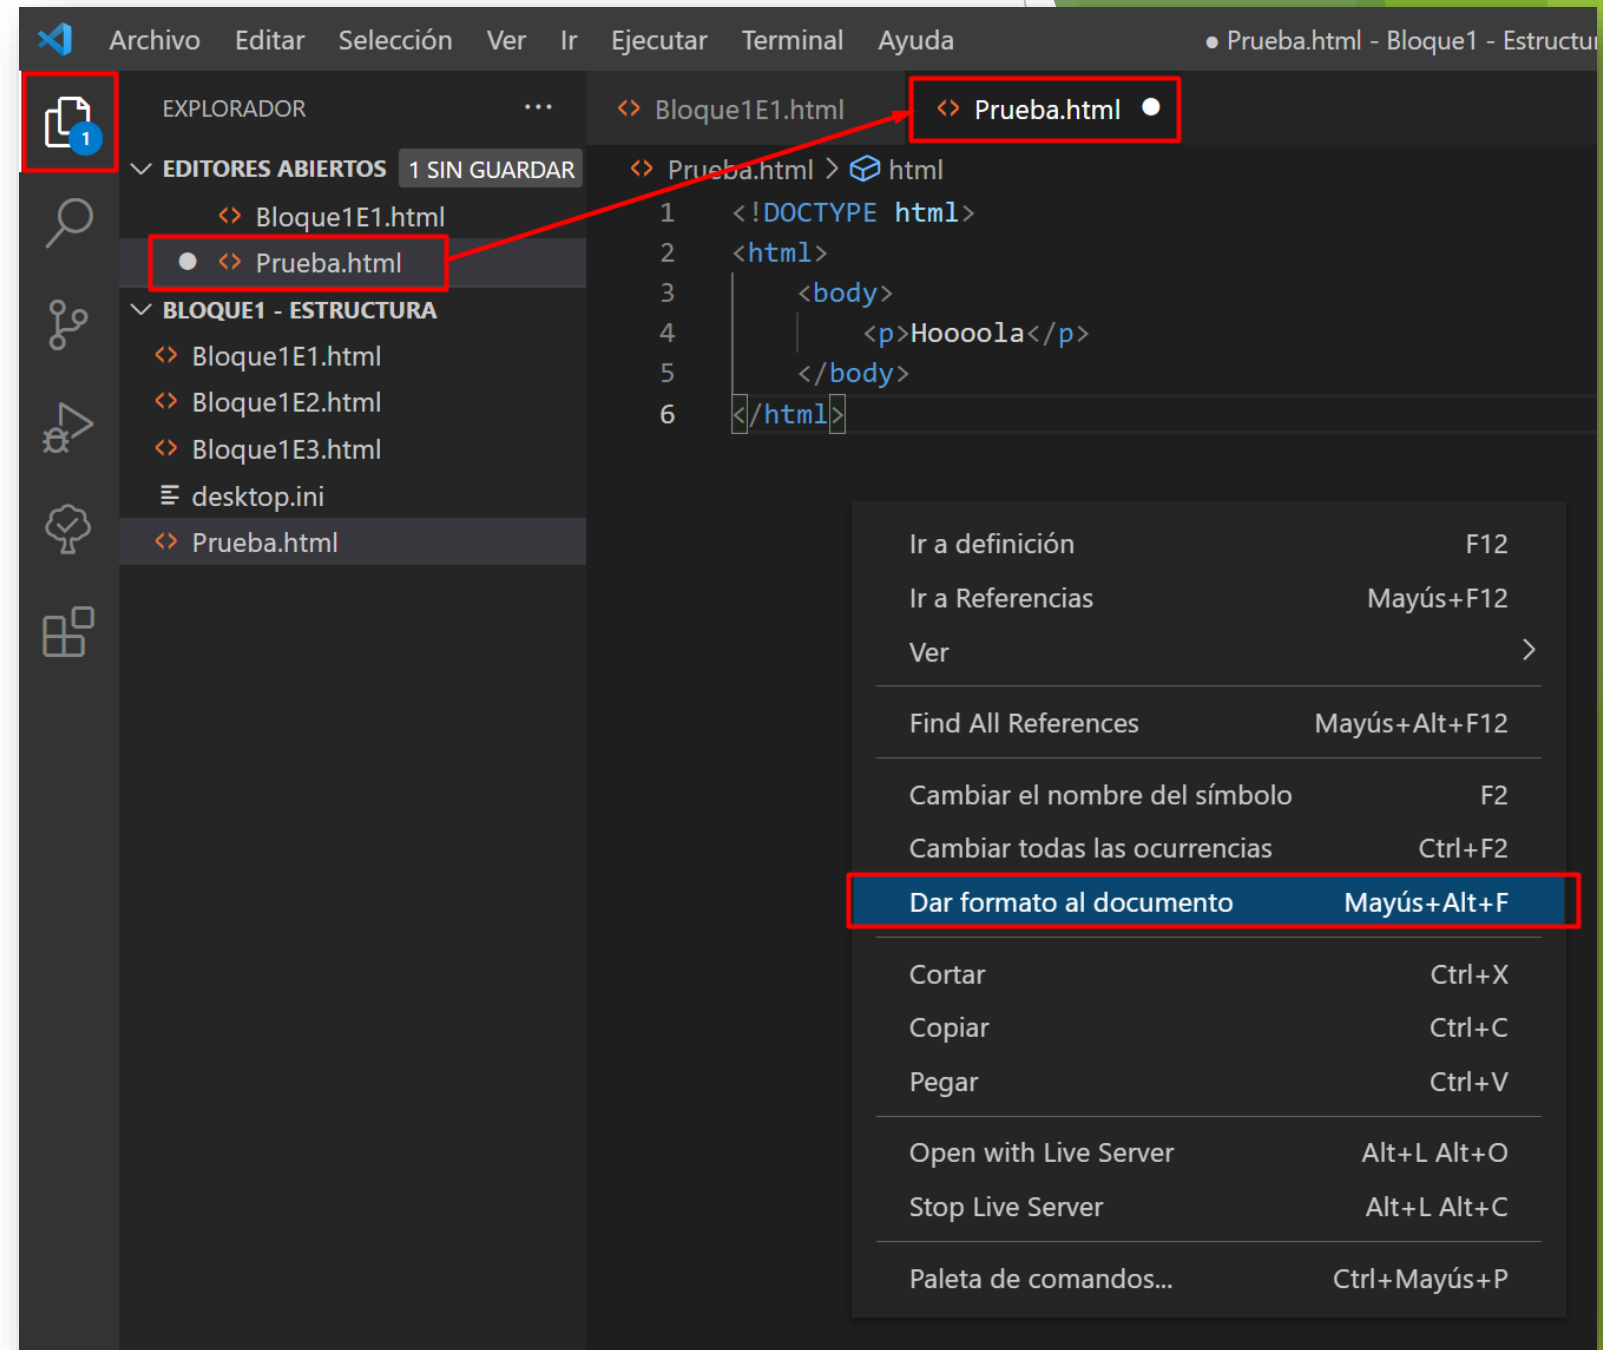 Archivo Editar Selección Ver Ir Ejecutar Terminal Ayuda ● Prueba.html - Bloque1 - Estructur
EXPLORADOR ···
1
EDITORES ABIERTOS 1 SIN GUARDAR
Bloque1E1.html
● Prueba.html
BLOQUE1 - ESTRUCTURA
Bloque1E1.html
Bloque1E2.html
Bloque1E3.html
desktop.ini
Prueba.html
Bloque1E1.html Prueba.html ●
Prueba.html > html
1 <!DOCTYPE html>
2 <html>
3 <body>
4 <p>Hoooola</p>
5 </body>
6 </html>
Ir a definición F12
Ir a Referencias Mayús+F12
Ver >
Find All References Mayús+Alt+F12
Cambiar el nombre del símbolo F2
Cambiar todas las ocurrencias Ctrl+F2
Dar formato al documento Mayús+Alt+F
Cortar Ctrl+X
Copiar Ctrl+C
Pegar Ctrl+V
Open with Live Server Alt+L Alt+O
Stop Live Server Alt+L Alt+C
Paleta de comandos... Ctrl+Mayús+P